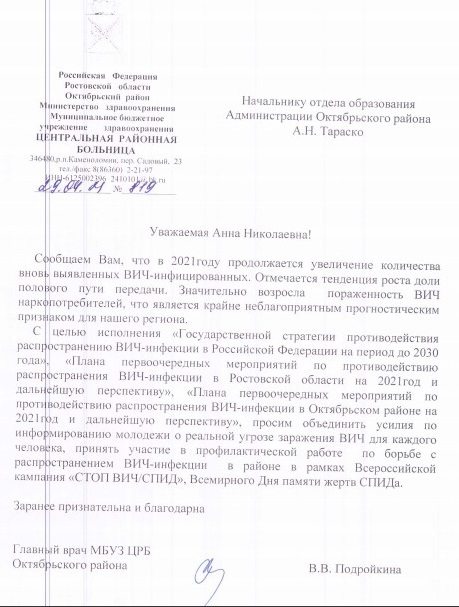 Российская Федерация
Ростовской области
Октябрьский район
Министерство здравоохранения
Муниципальное бюджетное
учреждение здравоохранения
ЦЕНТРАЛЬНАЯ РАЙОННАЯ
БОЛЬНИЦА
346480,р.п.Каменоломни, пер. Садовый, 23
тел./факс 8(86360) 2-21-97
ИНН-6125002396
29.04.21 № 819
Начальнику отдела образования
Администрации Октябрьского района
А.Н. Тараско
Уважаемая Анна Николаевна!
Сообщаем Вам, что в 2021году продолжается увеличение количества
вновь выявленных ВИЧ-инфицированных. Отмечается тенденция роста доли
полового пути передачи. Значительно возросла пораженность ВИЧ
наркопотребителей, что является крайне неблагоприятным прогностическим
признаком для нашего региона.
С целью исполнения «Государственной стратегии противодействия
распространению ВИЧ-инфекции в Российской Федерации на период до 2030
года», «Плана первоочередных мероприятий по противодействию
распространения ВИЧ-инфекции в Ростовской области на 2021год и
дальнейшую перспективу», «Плана первоочередных мероприятий по
противодействию распространения ВИЧ-инфекции в Октябрьском районе на
2021год и дальнейшую перспективу», просим объединить усилия по
информированию молодежи о реальной угрозе заражения ВИЧ для каждого
человека, принять участие в профилактической работе по борьбе с
распространением ВИЧ-инфекции в районе в рамках Всероссийской
кампания «СТОП ВИЧ/СПИД», Всемирного Дня памяти жертв СПИДа.
Заранее признательна и благодарна
Главный врач МБУЗ ЦРБ
Октябрьского района
В.В. Подройкина